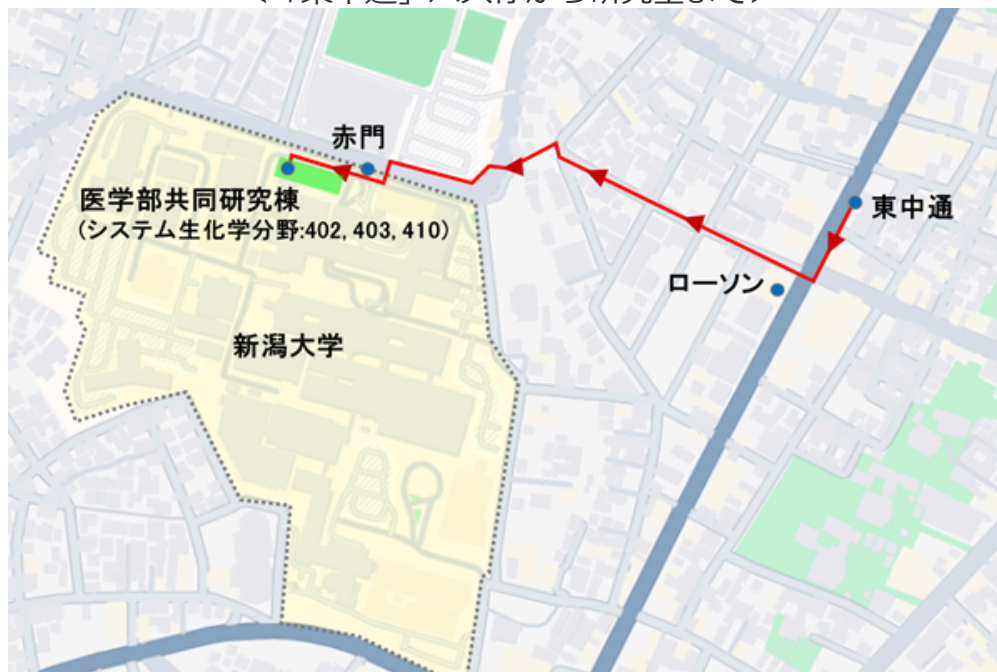 赤門
医学部共同研究棟
(システム生化学分野:402, 403, 410)
東中通
ローソン
新潟大学